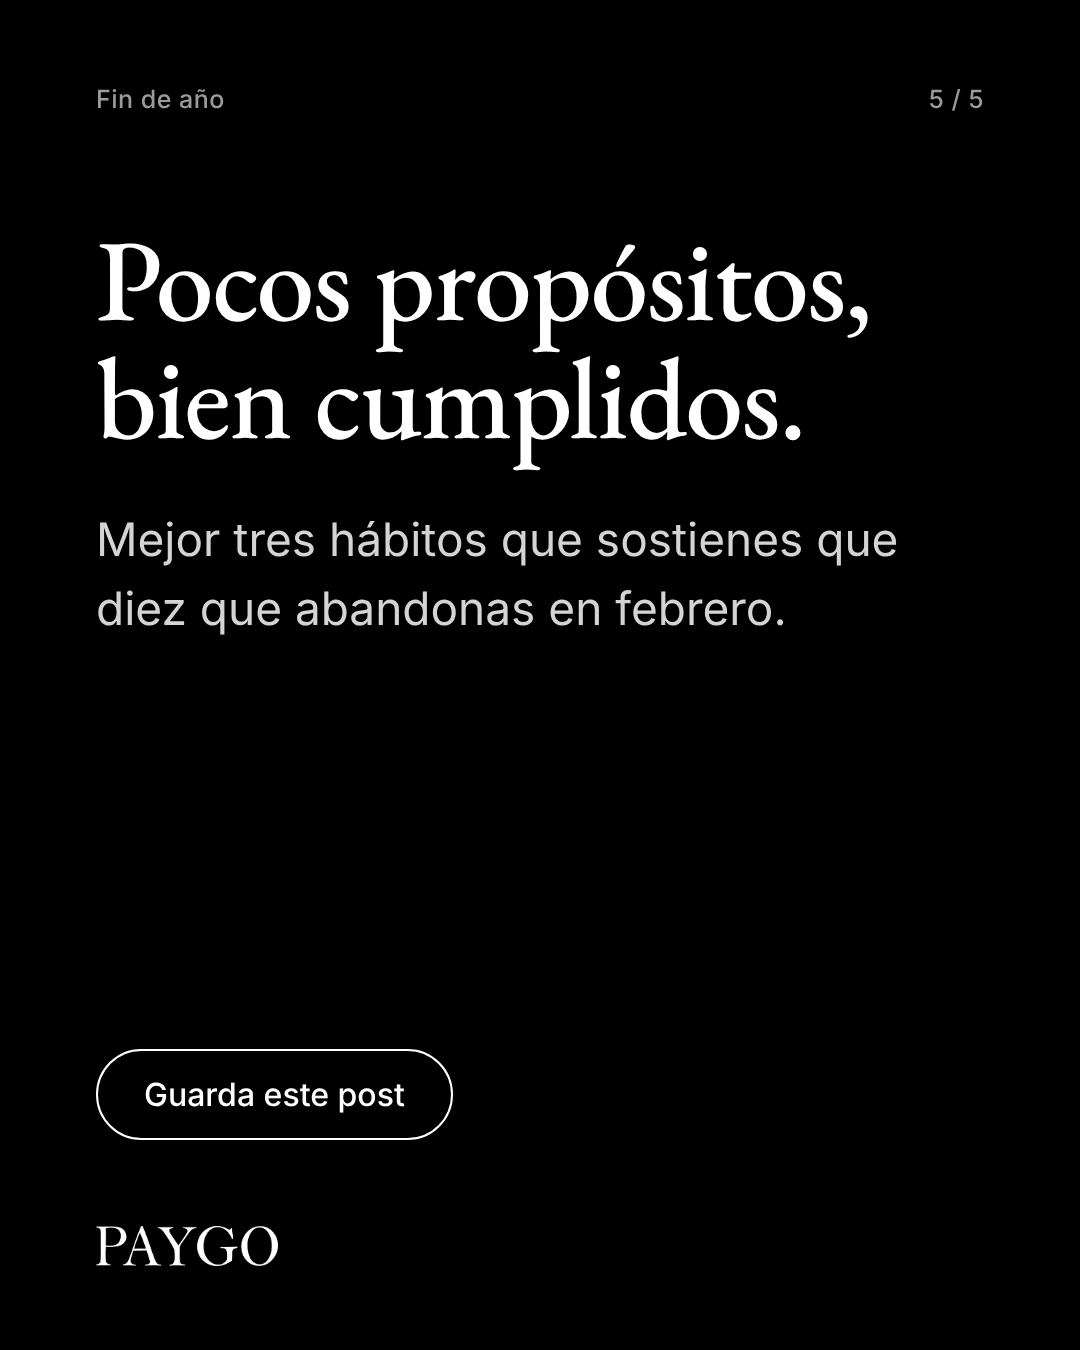 Fin de año
5 / 5
Pocos propósitos,
bien cumplidos.
Mejor tres hábitos que sostienes que
diez que abandonas en febrero.
Guarda este post
PAYGO